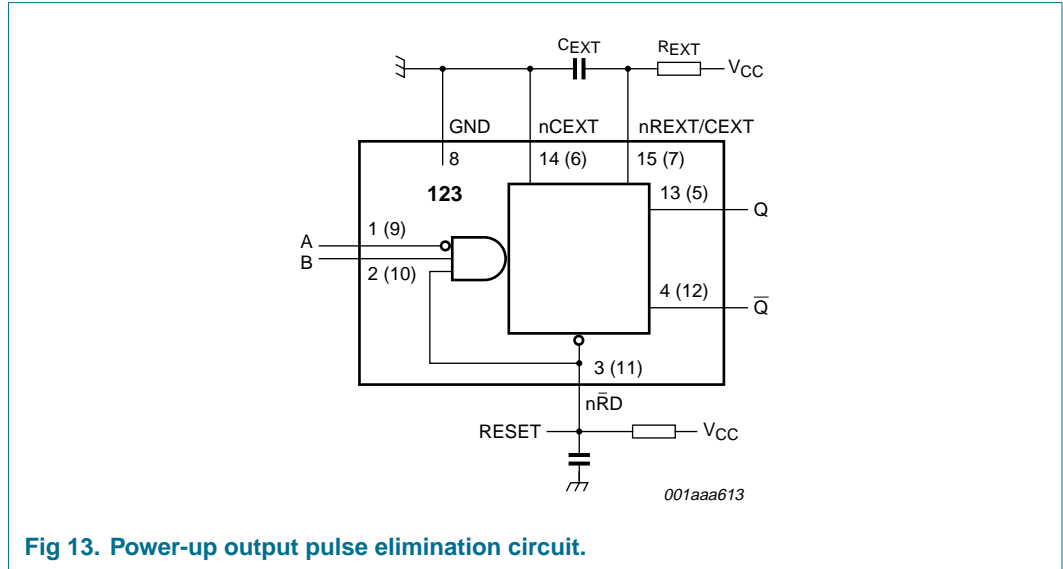 CEXT REXT
VCC
GND nCEXT nREXT/CEXT
8 14 (6) 15 (7)
123 13 (5)
Q
1 (9)
A
B
2 (10)
4 (12)
Q̅
3 (11)
nR̅D
RESET VCC
001aaa613
Fig 13. Power-up output pulse elimination circuit.